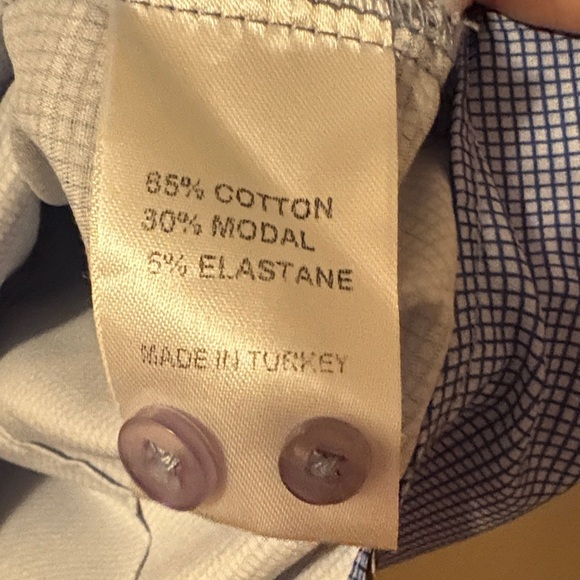 65% COTTON
30% MODAL
5% ELASTANE
MADE IN TURKEY